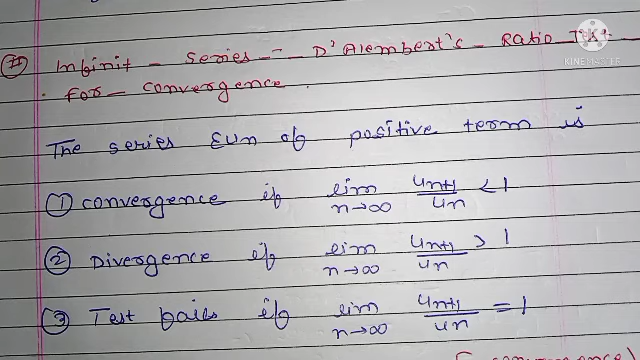 # Infinit - series - D'Alembert's - Ratio Test -
For - convergence.
KINEMASTER
The series Σun of positive term is
① convergence if lim n→∞ un+1/un < 1
② Divergence if lim n→∞ un+1/un > 1
③ Test fails if lim n→∞ un+1/un = 1